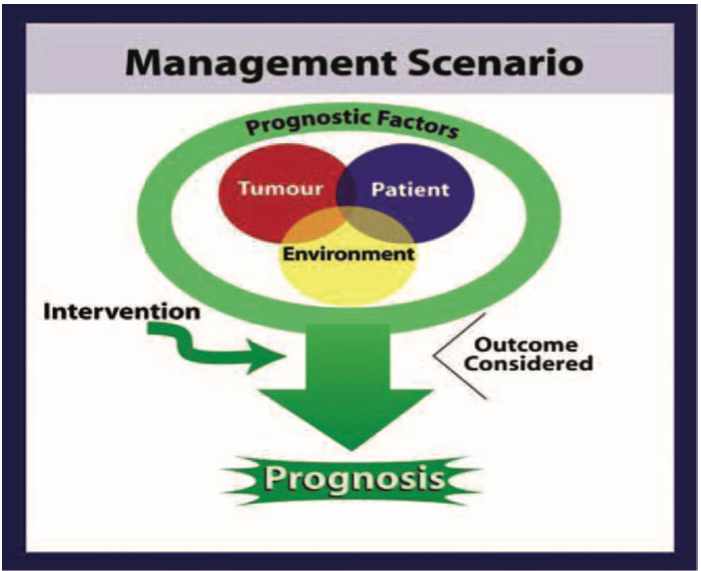 Management Scenario
Prognostic Factors
Tumour
Patient
Environment
Intervention
Outcome
Considered
Prognosis